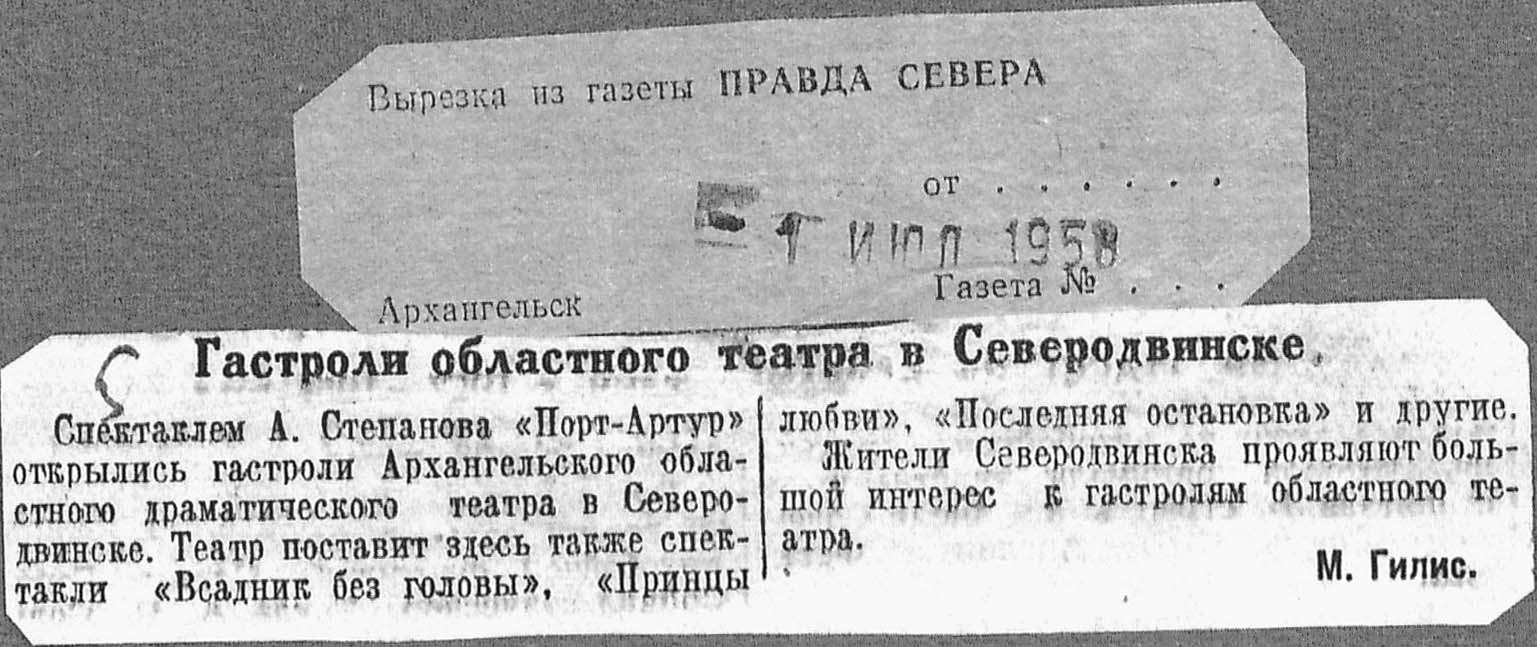 Вырезка из газеты ПРАВДА СЕВЕРА
от . . . . . .
1 ИЮЛ 1958
Газета № . . .
Архангельск
Гастроли областного театра в Северодвинске.
Спектаклем А. Степанова «Порт-Артур»
открылись гастроли Архангельского обла-
стного драматического театра в Северо-
двинске. Театр поставит здесь также спек-
такли «Всадник без головы», «Принцы
любви», «Последняя остановка» и другие.
Жители Северодвинска проявляют боль-
шой интерес к гастролям областного те-
атра.
М. Гилис.